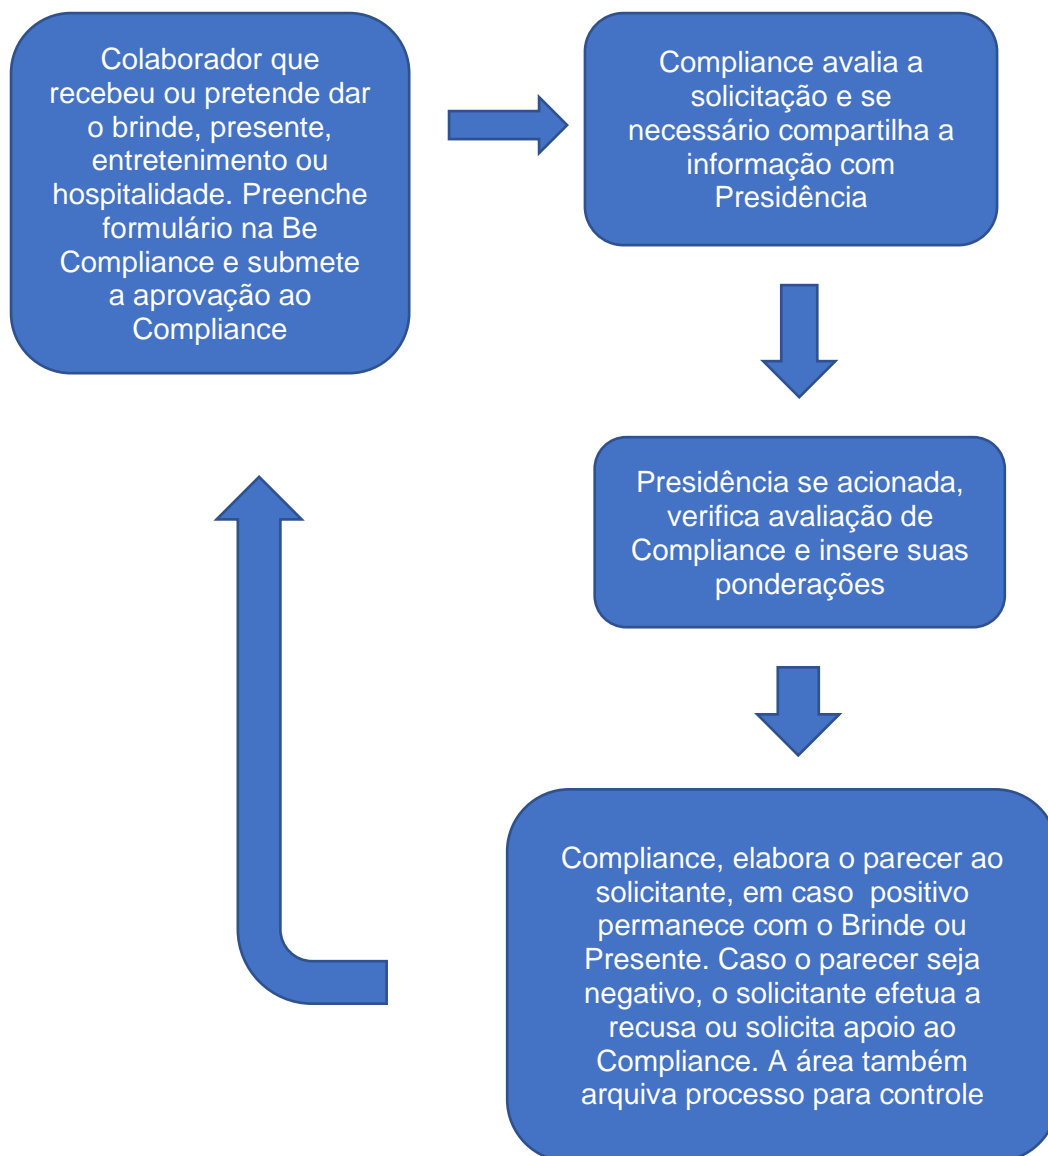 Colaborador que
recebeu ou pretende dar
o brinde, presente,
entretenimento ou
hospitalidade. Preenche
formulário na Be
Compliance e submete
a aprovação ao
Compliance
Compliance avalia a
solicitação e se
necessário compartilha a
informação com
Presidência
Presidência se acionada,
verifica avaliação de
Compliance e insere suas
ponderações
Compliance, elabora o parecer ao
solicitante, em caso  positivo
permanece com o Brinde ou
Presente. Caso o parecer seja
negativo, o solicitante efetua a
recusa ou solicita apoio ao
Compliance. A área também
arquiva processo para controle